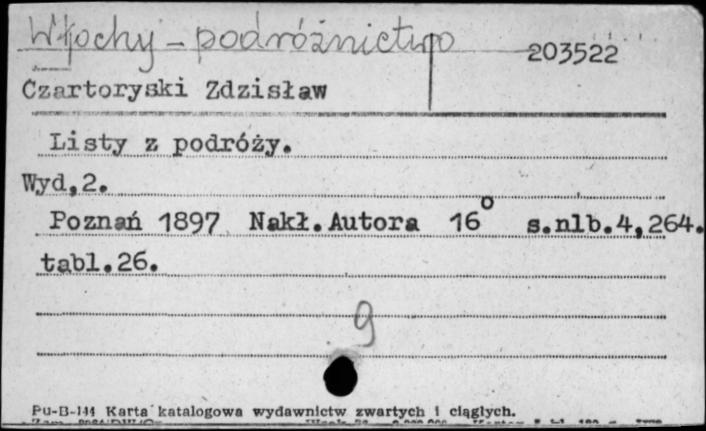 Włochy - podróżnictwo 203522
Czartoryski Zdzisław
Listy z podróży.
Wyd.2.
Poznań 1897 Nakł.Autora 16° s.nlb.4,264.
tabl.26.
9
Pu-B-144 Karta katalogowa wydawnictw zwartych i ciągłych.